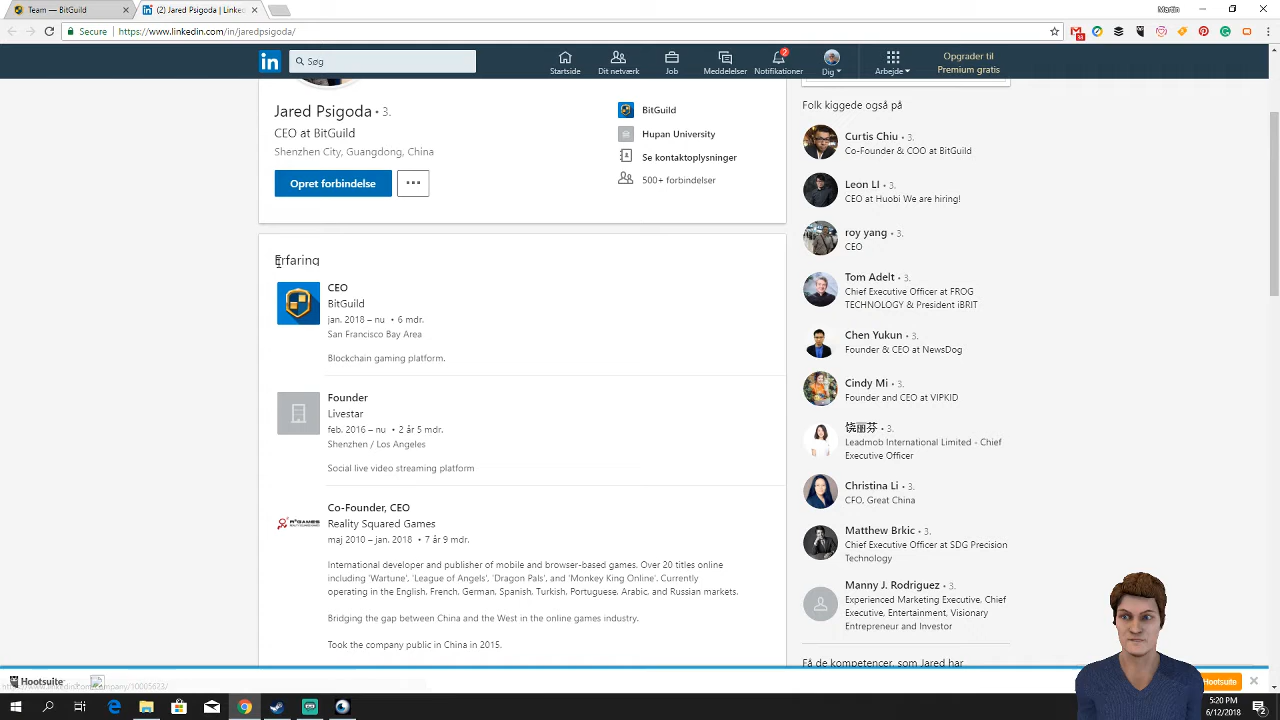 Team — BitGuild
(2) Jared Psigoda | Linke
Martin
Secure
https://www.linkedin.com/in/jaredpsigoda/
Søg
Startside
Dit netværk
Job
Meddelelser
2
Notifikationer
Dig
Arbejde
Opgrader til
Premium gratis
Jared Psigoda • 3.
CEO at BitGuild
Shenzhen City, Guangdong, China
Opret forbindelse
BitGuild
Hupan University
Se kontaktoplysninger
500+ forbindelser
Erfaring
CEO
BitGuild
jan. 2018 – nu • 6 mdr.
San Francisco Bay Area
Blockchain gaming platform.
Founder
Livestar
feb. 2016 – nu • 2 år 5 mdr.
Shenzhen / Los Angeles
Social live video streaming platform
Co-Founder, CEO
Reality Squared Games
maj 2010 – jan. 2018 • 7 år 9 mdr.
International developer and publisher of mobile and browser-based games. Over 20 titles online
including 'Wartune', 'League of Angels', 'Dragon Pals', and 'Monkey King Online'. Currently
operating in the English, French, German, Spanish, Turkish, Portuguese, Arabic, and Russian markets.
Bridging the gap between China and the West in the online games industry.
Took the company public in China in 2015.
Folk kiggede også på
Curtis Chiu • 3.
Co-Founder & COO at BitGuild
Leon LI • 3.
CEO at Huobi We are hiring!
roy yang • 3.
CEO
Tom Adelt • 3.
Chief Executive Officer at FROG
TECHNOLOGY & President iBRIT
Chen Yukun • 3.
Founder & CEO at NewsDog
Cindy Mi • 3.
Founder and CEO at VIPKID
饶丽芬 • 3.
Leadmob International Limited - Chief
Executive Officer
Christina Li • 3.
CFO, Great China
Matthew Brkic • 3.
Chief Executive Officer at SDG Precision
Technology
Manny J. Rodriguez • 3.
Experienced Marketing Executive, Chief
Executive, Entertainment, Visionary
Entrepreneur and Investor
Få de kompetencer, som Jared har
Hootsuite
Hootsuite
5:20 PM
6/12/2018
2